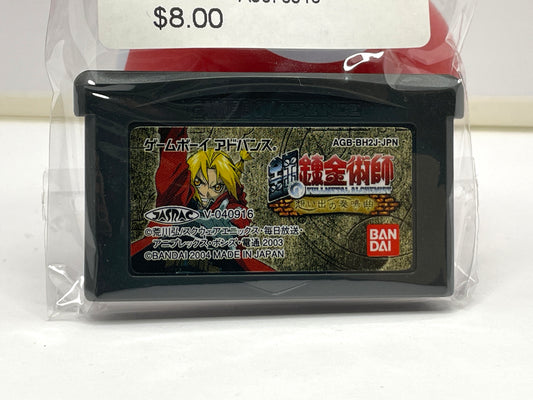 $8.00
GAME BOY ADVANCE
ゲームボーイ アドバンス®
AGB-BH2J-JPN
鋼の錬金術師
FULLMETAL ALCHEMIST
想い出の奏鳴曲
JASRAC
V-040916
©荒川弘/スクウェアエニックス・毎日放送・
アニプレックス・ボンズ・電通 2003
©BANDAI 2004 MADE IN JAPAN
BAN
DAI